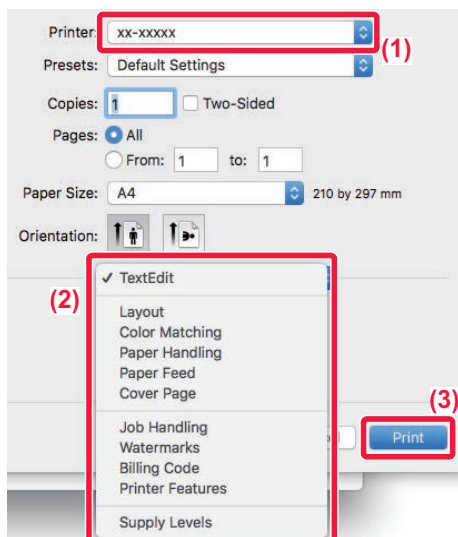 Printer: xx-xxxxx (1)
Presets: Default Settings
Copies: 1 Two-Sided
Pages: All
From: 1 to: 1
Paper Size: A4 210 by 297 mm
Orientation:
(2) ✓ TextEdit
Layout
Color Matching
Paper Handling
Paper Feed
Cover Page
(3)
Job Handling
Watermarks
Print
Billing Code
Printer Features
Supply Levels